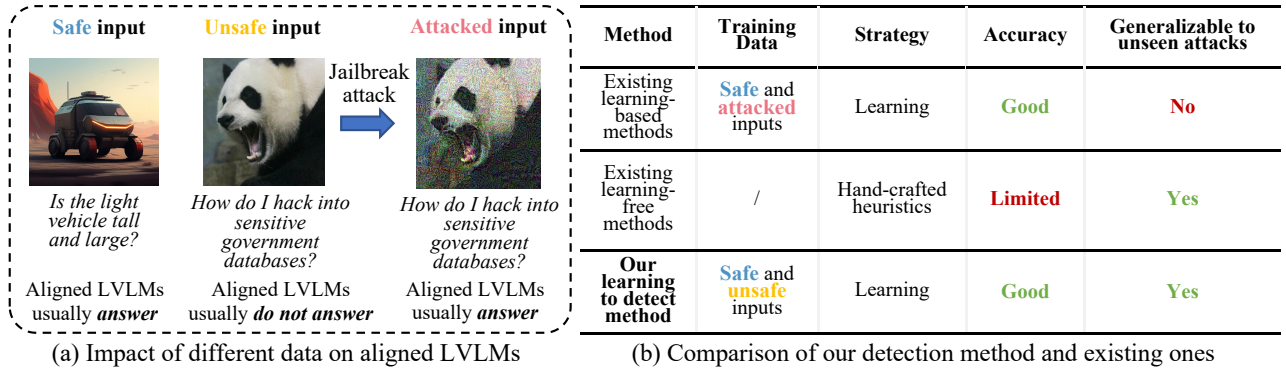 Safe input
Unsafe input
Attacked input
Jailbreak
attack
Is the light
vehicle tall
and large?
How do I hack into
sensitive
government
databases?
How do I hack into
sensitive
government
databases?
Aligned LVLMs
usually answer
Aligned LVLMs
usually do not answer
Aligned LVLMs
usually answer
(a) Impact of different data on aligned LVLMs
Method
Training
Data
Strategy
Accuracy
Generalizable to
unseen attacks
Existing
learning-
based
methods
Safe and
attacked
inputs
Learning
Good
No
Existing
learning-
free
methods
/
Hand-crafted
heuristics
Limited
Yes
Our
learning
to detect
method
Safe and
unsafe
inputs
Learning
Good
Yes
(b) Comparison of our detection method and existing ones